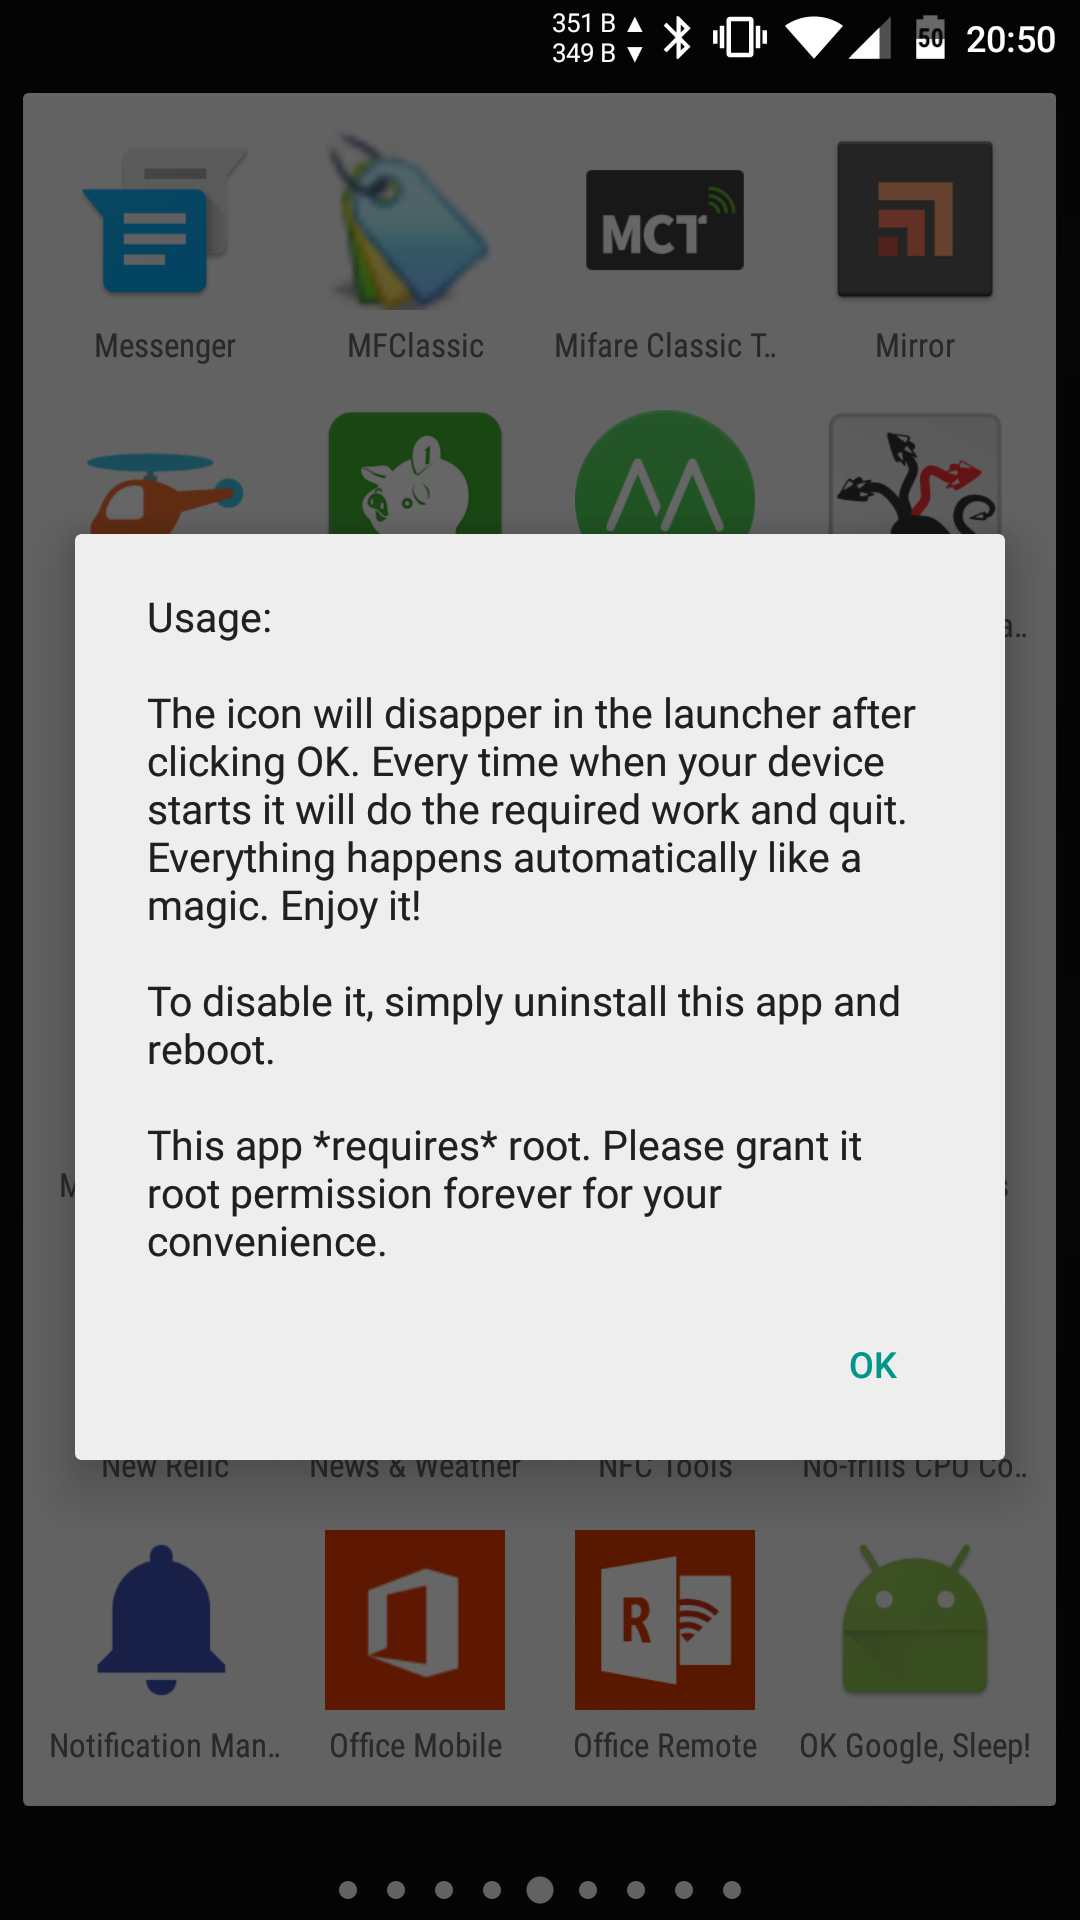 351 B ▲
349 B ▼
50
20:50
MCT
Messenger
MFClassic
Mifare Classic T..
Mirror
1
a..
Usage:
The icon will disapper in the launcher after
clicking OK. Every time when your device
starts it will do the required work and quit.
Everything happens automatically like a
magic. Enjoy it!
To disable it, simply uninstall this app and
reboot.
This app *requires* root. Please grant it
root permission forever for your
convenience.
OK
New Relic
News & Weather
NFC Tools
No-frills CPU Co..
R
Notification Man..
Office Mobile
Office Remote
OK Google, Sleep!